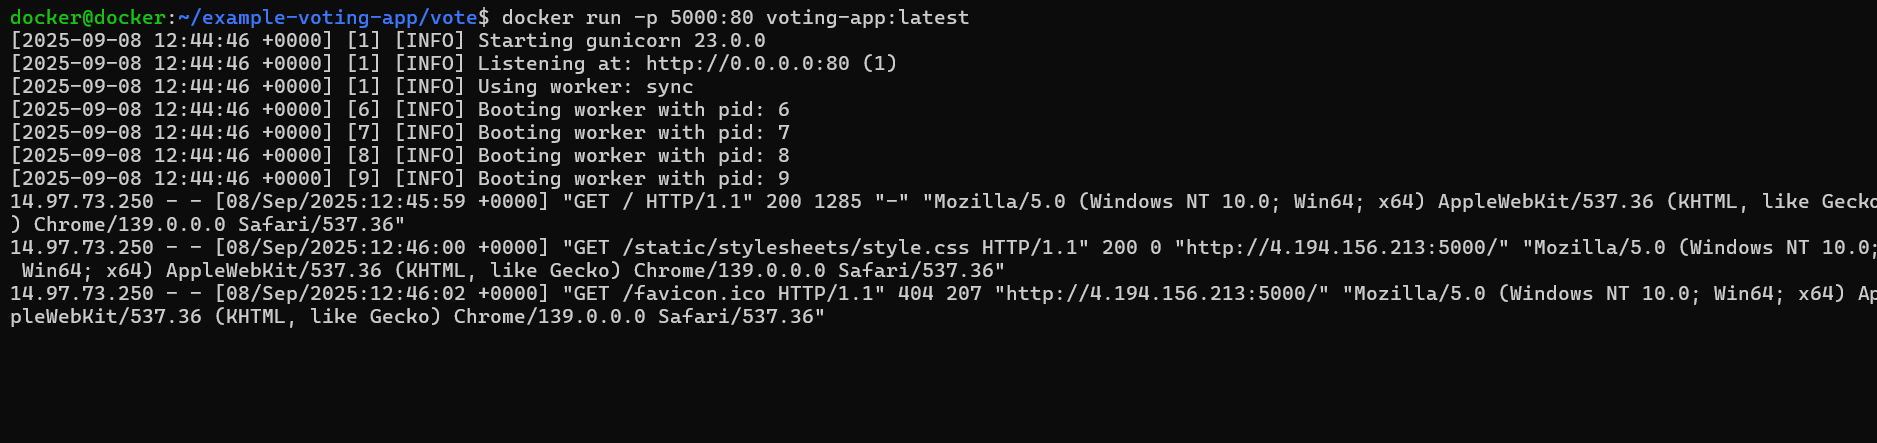 docker@docker:~/example-voting-app/vote$ docker run -p 5000:80 voting-app:latest
[2025-09-08 12:44:46 +0000] [1] [INFO] Starting gunicorn 23.0.0
[2025-09-08 12:44:46 +0000] [1] [INFO] Listening at: http://0.0.0.0:80 (1)
[2025-09-08 12:44:46 +0000] [1] [INFO] Using worker: sync
[2025-09-08 12:44:46 +0000] [6] [INFO] Booting worker with pid: 6
[2025-09-08 12:44:46 +0000] [7] [INFO] Booting worker with pid: 7
[2025-09-08 12:44:46 +0000] [8] [INFO] Booting worker with pid: 8
[2025-09-08 12:44:46 +0000] [9] [INFO] Booting worker with pid: 9
14.97.73.250 - - [08/Sep/2025:12:45:59 +0000] "GET / HTTP/1.1" 200 1285 "-" "Mozilla/5.0 (Windows NT 10.0; Win64; x64) AppleWebKit/537.36 (KHTML, like Gecko
) Chrome/139.0.0.0 Safari/537.36"
14.97.73.250 - - [08/Sep/2025:12:46:00 +0000] "GET /static/stylesheets/style.css HTTP/1.1" 200 0 "http://4.194.156.213:5000/" "Mozilla/5.0 (Windows NT 10.0;
 Win64; x64) AppleWebKit/537.36 (KHTML, like Gecko) Chrome/139.0.0.0 Safari/537.36"
14.97.73.250 - - [08/Sep/2025:12:46:02 +0000] "GET /favicon.ico HTTP/1.1" 404 207 "http://4.194.156.213:5000/" "Mozilla/5.0 (Windows NT 10.0; Win64; x64) Ap
pleWebKit/537.36 (KHTML, like Gecko) Chrome/139.0.0.0 Safari/537.36"